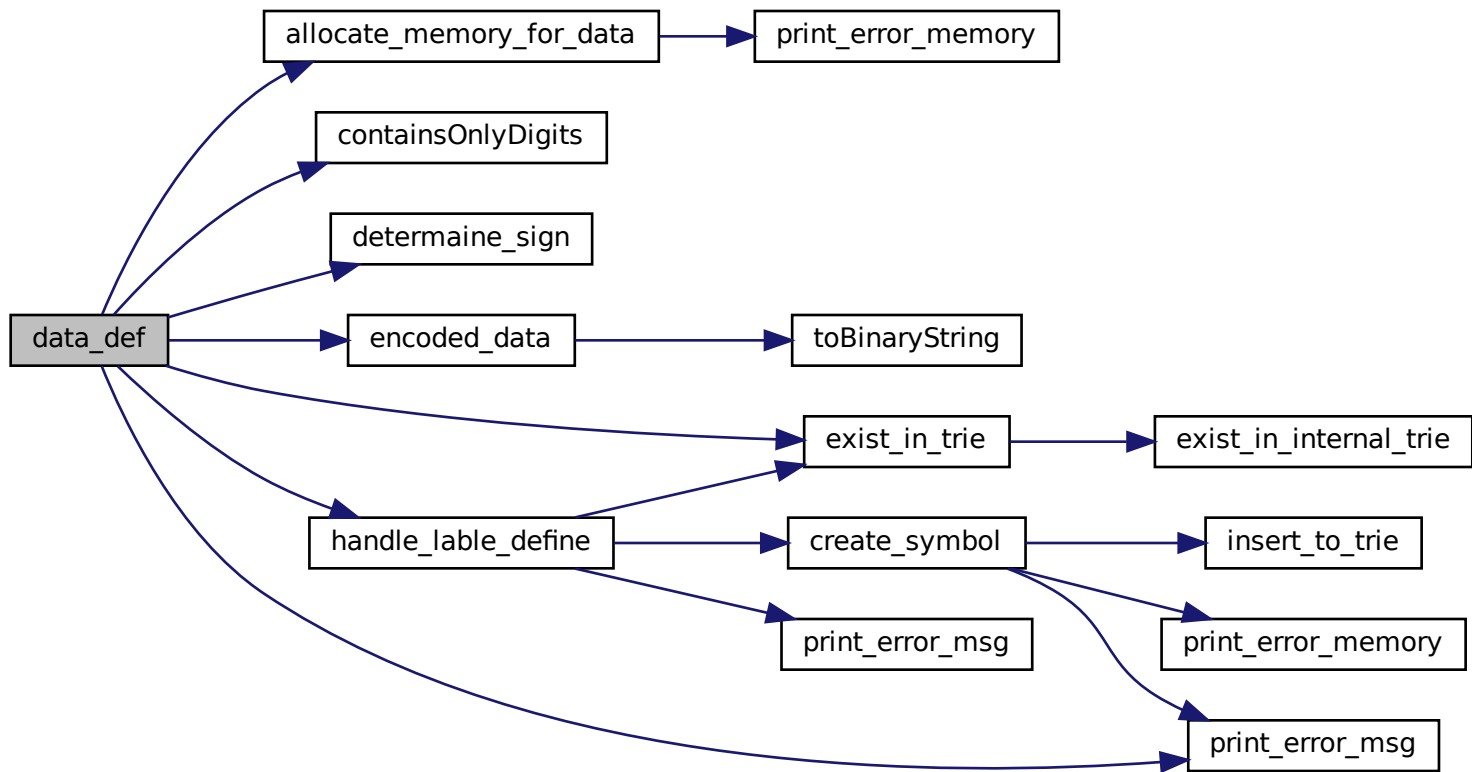 allocate_memory_for_data
print_error_memory
containsOnlyDigits
determaine_sign
data_def
encoded_data
toBinaryString
exist_in_trie
exist_in_internal_trie
handle_lable_define
create_symbol
insert_to_trie
print_error_msg
print_error_memory
print_error_msg